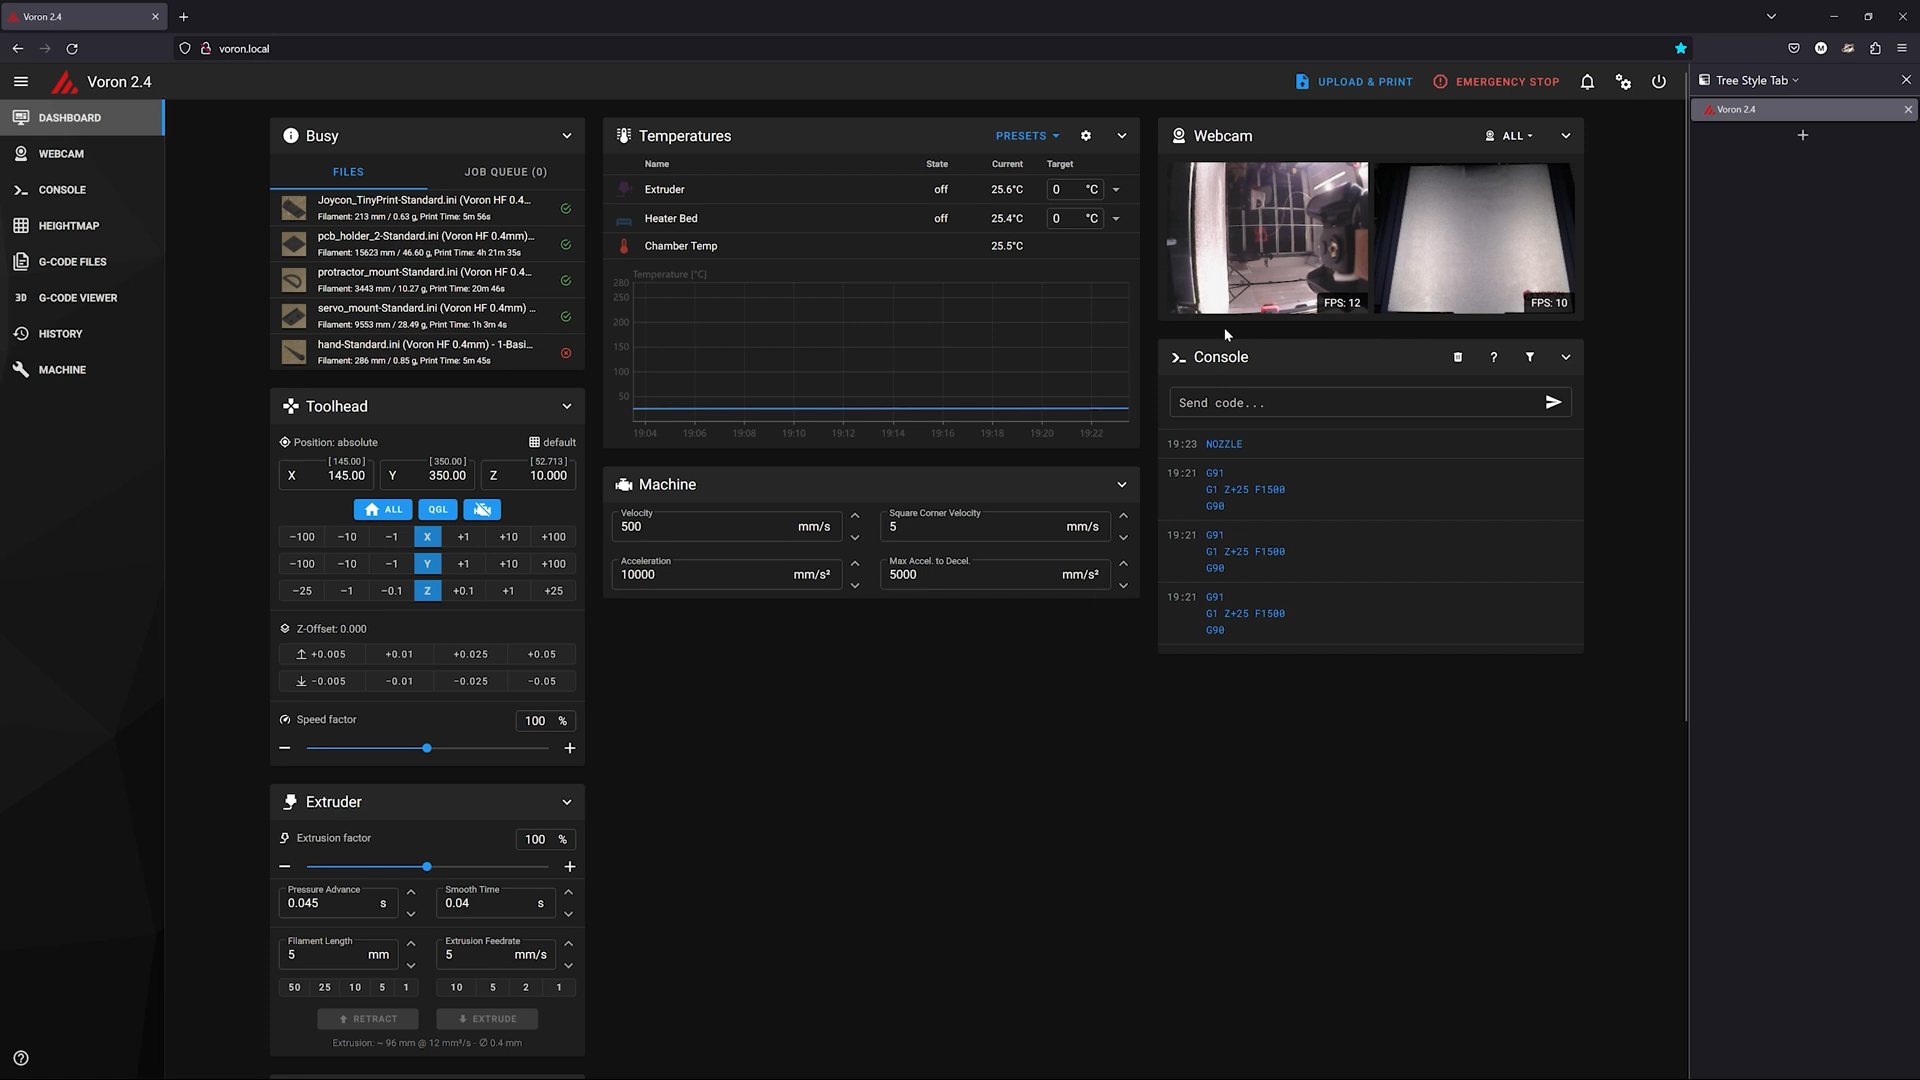 Voron 2.4
voron.local
Voron 2.4
UPLOAD & PRINT
EMERGENCY STOP
Tree Style Tab
Voron 2.4
DASHBOARD
WEBCAM
CONSOLE
HEIGHTMAP
G-CODE FILES
3D G-CODE VIEWER
HISTORY
MACHINE
Busy
FILES
JOB QUEUE (0)
Joycon_TinyPrint-Standard.ini (Voron HF 0.4...
Filament: 213 mm / 0.63 g, Print Time: 5m 56s
pcb_holder_2-Standard.ini (Voron HF 0.4mm)...
Filament: 15623 mm / 46.60 g, Print Time: 4h 21m 35s
protractor_mount-Standard.ini (Voron HF 0.4...
Filament: 3443 mm / 10.27 g, Print Time: 20m 46s
servo_mount-Standard.ini (Voron HF 0.4mm) ...
Filament: 9553 mm / 28.49 g, Print Time: 1h 3m 4s
hand-Standard.ini (Voron HF 0.4mm) - 1-Basi...
Filament: 286 mm / 0.85 g, Print Time: 5m 45s
Toolhead
Position: absolute
default
[ 145.00 ] [ 350.00 ] [ 52.713 ]
X 145.00 Y 350.00 Z 10.000
ALL QGL
−100 −10 −1 X +1 +10 +100
−100 −10 −1 Y +1 +10 +100
−25 −1 −0.1 Z +0.1 +1 +25
Z-Offset: 0.000
+0.005 +0.01 +0.025 +0.05
−0.005 −0.01 −0.025 −0.05
Speed factor
100 %
Extruder
Extrusion factor
100 %
Pressure Advance
0.045 s
Smooth Time
0.04 s
Filament Length
5 mm
Extrusion Feedrate
5 mm/s
50 25 10 5 1
10 5 2 1
RETRACT
EXTRUDE
Extrusion: ~ 96 mm @ 12 mm³/s - ∅ 0.4 mm
Temperatures
PRESETS
Name State Current Target
Extruder off 25.6°C 0 °C
Heater Bed off 25.4°C 0 °C
Chamber Temp 25.5°C
Temperature [°C]
280
250
200
150
100
50
19:04 19:06 19:08 19:10 19:12 19:14 19:16 19:18 19:20 19:22
Machine
Velocity
500 mm/s
Square Corner Velocity
5 mm/s
Acceleration
10000 mm/s²
Max Accel. to Decel.
5000 mm/s²
Webcam
ALL
FPS: 12
FPS: 10
Console
Send code...
19:23 NOZZLE
19:21 G91
G1 Z+25 F1500
G90
19:21 G91
G1 Z+25 F1500
G90
19:21 G91
G1 Z+25 F1500
G90